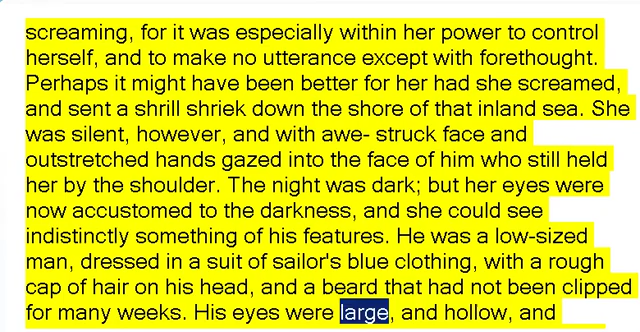 screaming, for it was especially within her power to control
herself, and to make no utterance except with forethought.
Perhaps it might have been better for her had she screamed,
and sent a shrill shriek down the shore of that inland sea. She
was silent, however, and with awe- struck face and
outstretched hands gazed into the face of him who still held
her by the shoulder. The night was dark; but her eyes were
now accustomed to the darkness, and she could see
indistinctly something of his features. He was a low-sized
man, dressed in a suit of sailor's blue clothing, with a rough
cap of hair on his head, and a beard that had not been clipped
for many weeks. His eyes were large, and hollow, and